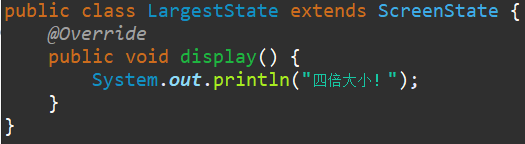 public class LargestState extends ScreenState {
    @Override
    public void display() {
        System.out.println("四倍大小！");
    }
}